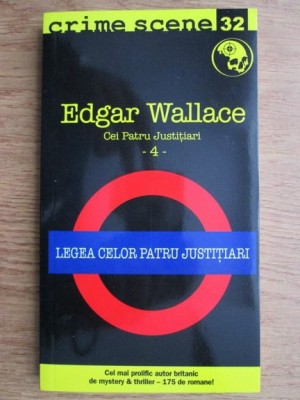 crime scene 32
Edgar Wallace
Cei Patru Justițiari
- 4 -
LEGEA CELOR PATRU JUSTIȚIARI
Cel mai prolific autor britanic
de mystery & thriller – 175 de romane!